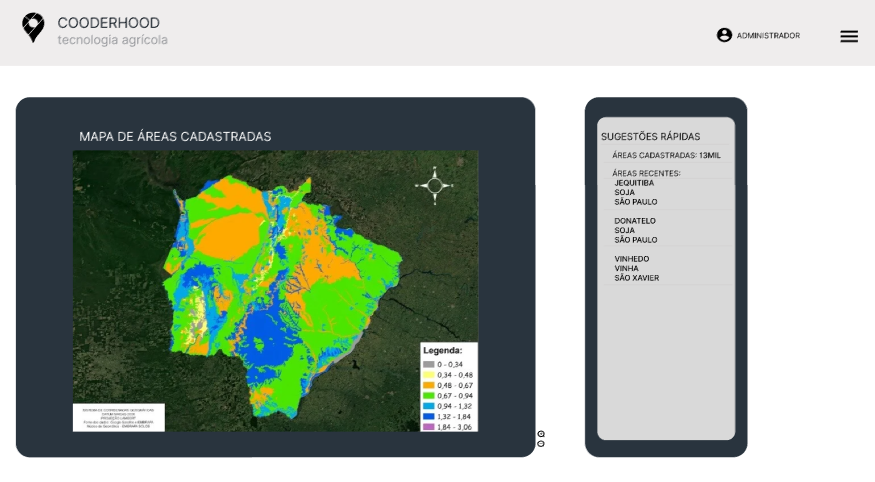 COODERHOOD
tecnologia agrícola
ADMINISTRADOR
MAPA DE ÁREAS CADASTRADAS
Legenda:
0 - 0,34
0,34 - 0,48
0,48 - 0,67
0,67 - 0,94
0,94 - 1,32
1,32 - 1,84
1,84 - 3,06
SUGESTÕES RÁPIDAS
ÁREAS CADASTRADAS: 13MIL
ÁREAS RECENTES:
JEQUITIBA
SOJA
SÃO PAULO
DONATELO
SOJA
SÃO PAULO
VINHEDO
VINHA
SÃO XAVIER